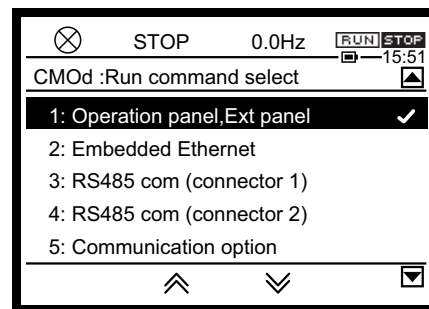 STOP 0.0Hz RUN STOP
15:51
CMOd :Run command select
1: Operation panel,Ext panel
2: Embedded Ethernet
3: RS485 com (connector 1)
4: RS485 com (connector 2)
5: Communication option